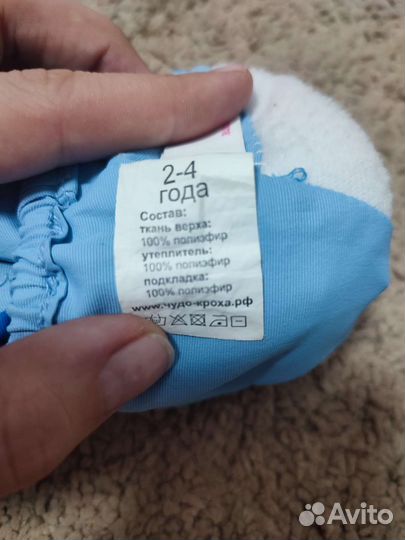 2-4
года
Состав:
ткань верха:
100% полиэфир
утеплитель:
100% полиэфир
подкладка:
100% полиэфир
www.чудо-кроха.рф
Avito